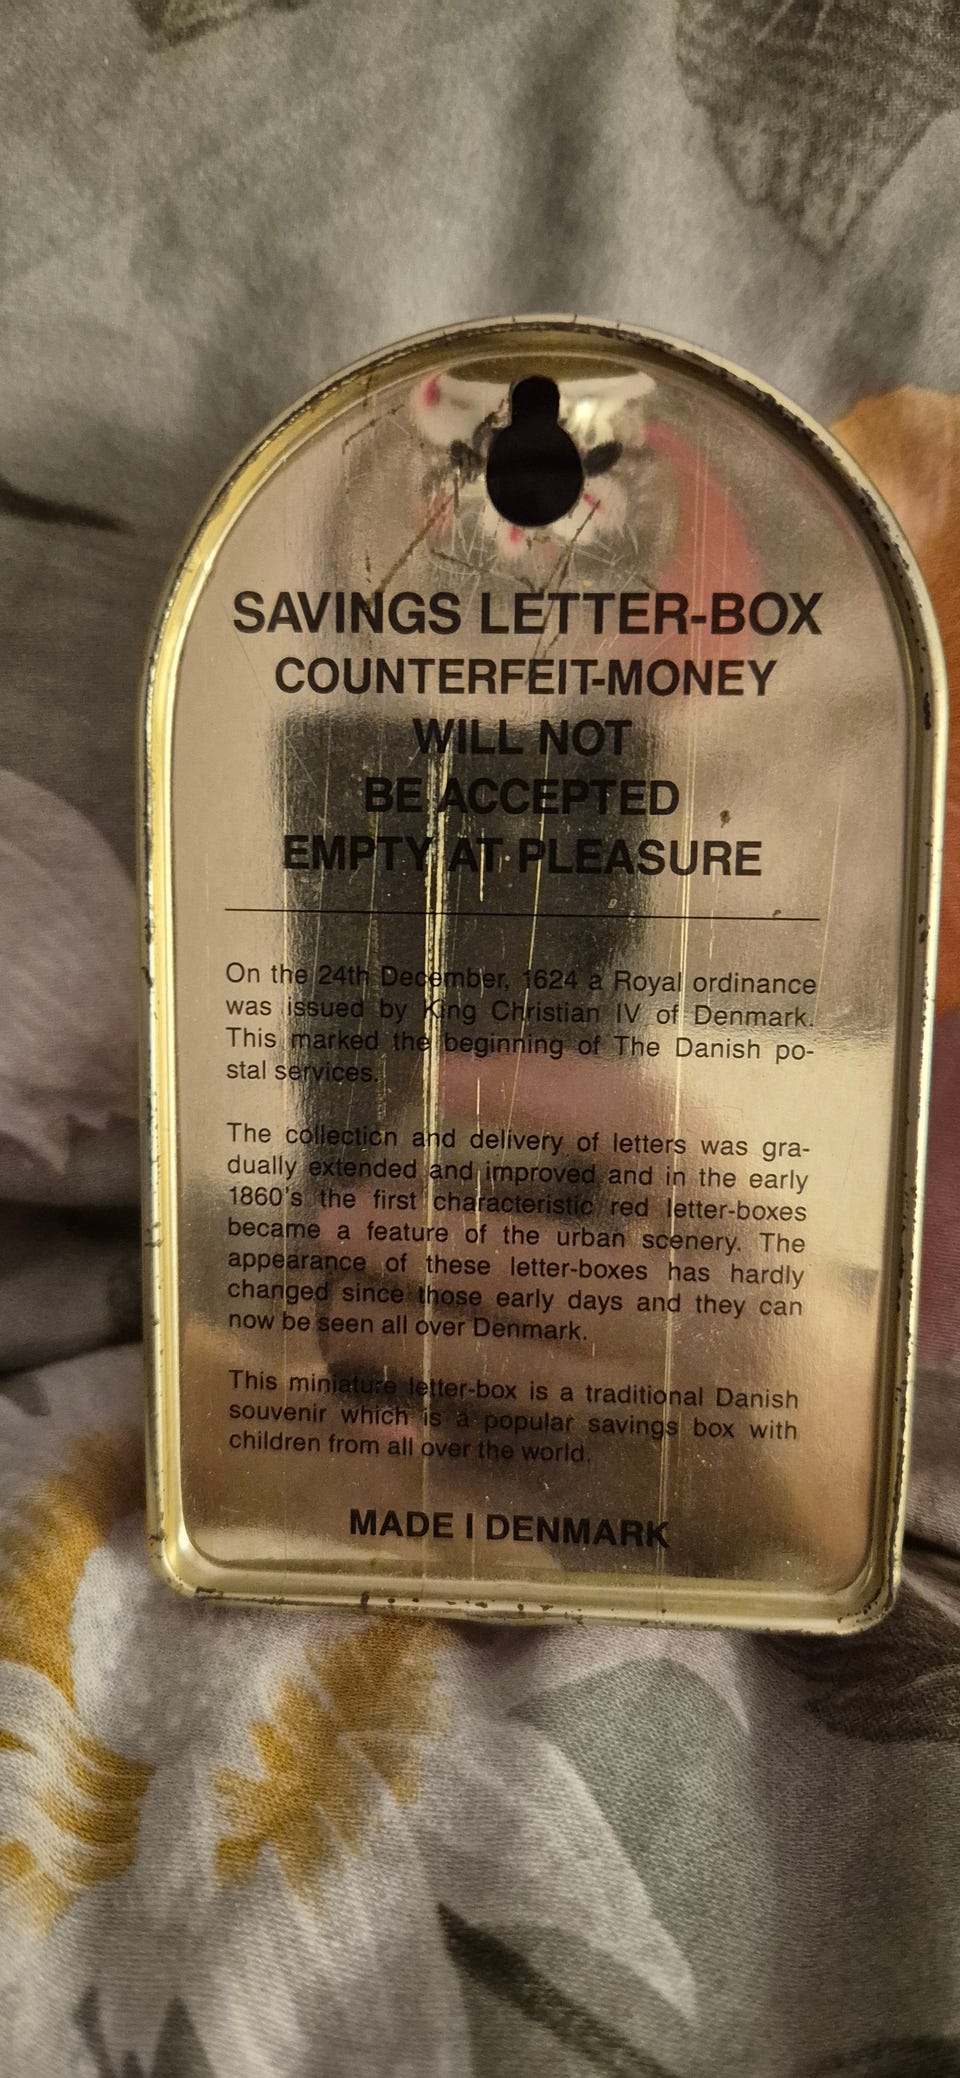 SAVINGS LETTER-BOX
COUNTERFEIT-MONEY
WILL NOT
BE ACCEPTED
EMPTY AT PLEASURE
On the 24th December, 1624 a Royal ordinance
was issued by King Christian IV of Denmark.
This marked the beginning of The Danish po-
stal services.
The collection and delivery of letters was gra-
dually extended and improved and in the early
1860's the first characteristic red letter-boxes
became a feature of the urban scenery. The
appearance of these letter-boxes has hardly
changed since those early days and they can
now be seen all over Denmark.
This miniature letter-box is a traditional Danish
souvenir which is a popular savings box with
children from all over the world.
MADE I DENMARK